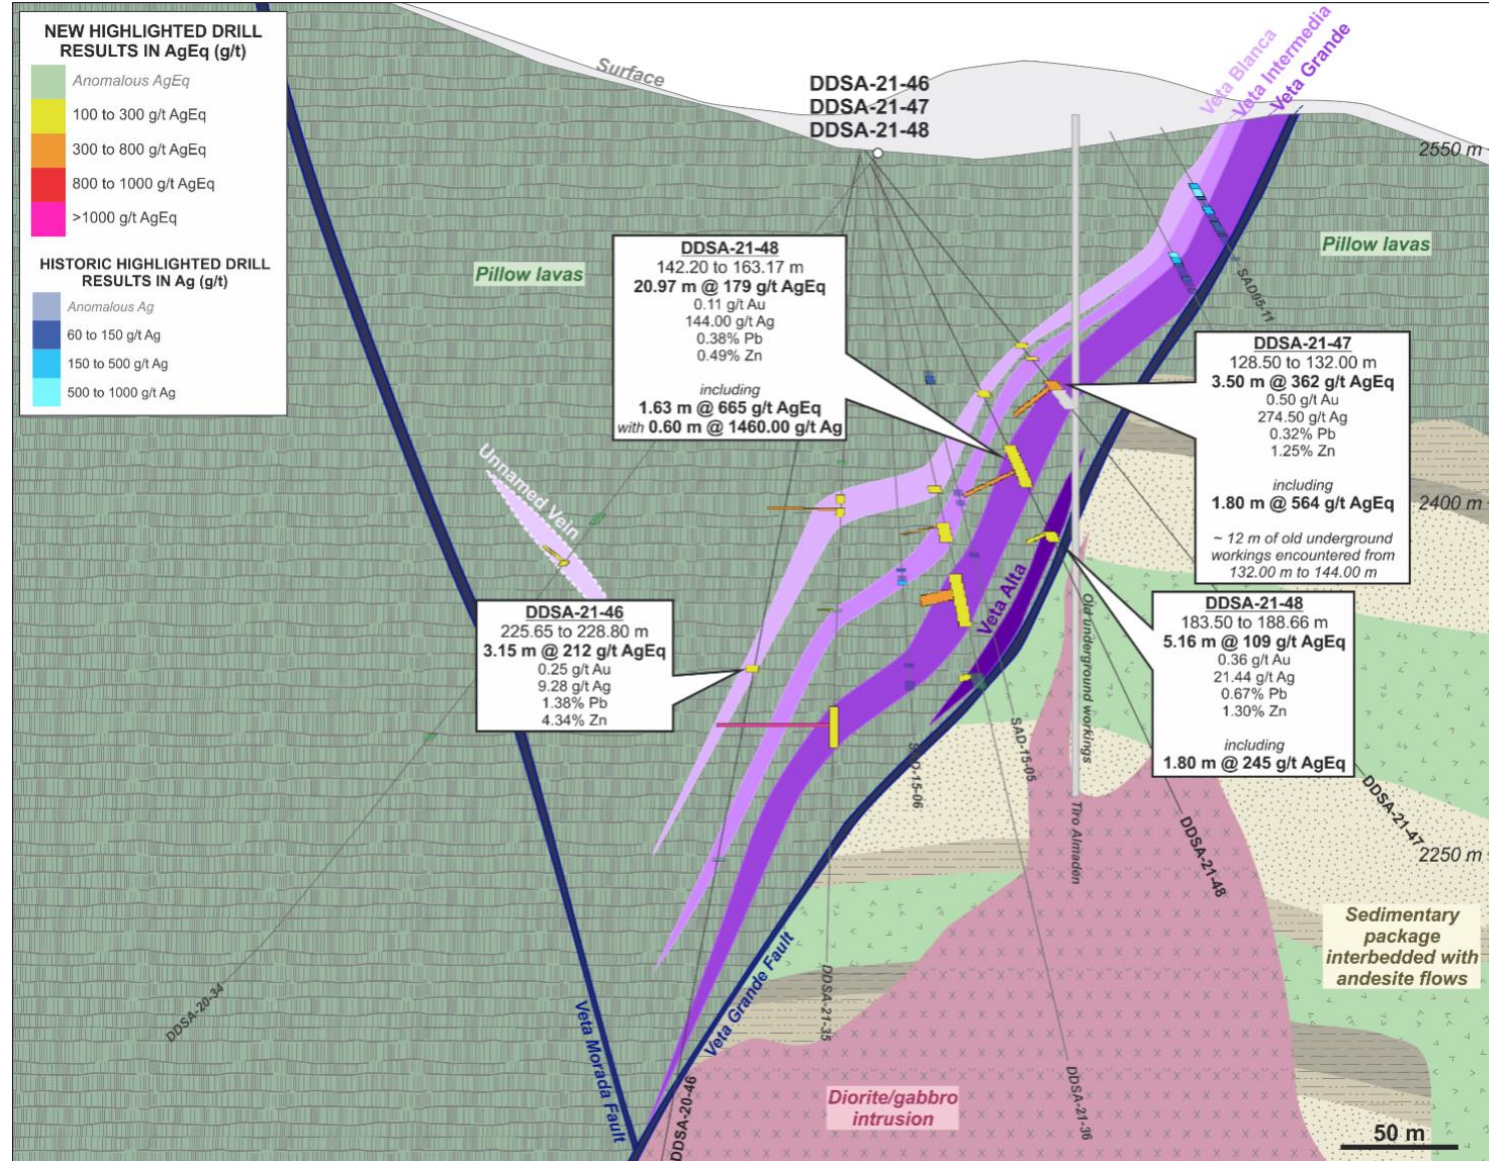 NEW HIGHLIGHTED DRILL
RESULTS IN AgEq (g/t)
Anomalous AgEq
100 to 300 g/t AgEq
300 to 800 g/t AgEq
800 to 1000 g/t AgEq
>1000 g/t AgEq
HISTORIC HIGHLIGHTED DRILL
RESULTS IN Ag (g/t)
Anomalous Ag
60 to 150 g/t Ag
150 to 500 g/t Ag
500 to 1000 g/t Ag
Surface
DDSA-21-46
DDSA-21-47
DDSA-21-48
Veta Blanca
Veta Intermedia
Veta Grande
2550 m
Pillow lavas
Pillow lavas
SAD95-11
DDSA-21-48
142.20 to 163.17 m
20.97 m @ 179 g/t AgEq
0.11 g/t Au
144.00 g/t Ag
0.38% Pb
0.49% Zn
including
1.63 m @ 665 g/t AgEq
with 0.60 m @ 1460.00 g/t Ag
DDSA-21-47
128.50 to 132.00 m
3.50 m @ 362 g/t AgEq
0.50 g/t Au
274.50 g/t Ag
0.32% Pb
1.25% Zn
including
1.80 m @ 564 g/t AgEq
~ 12 m of old underground
workings encountered from
132.00 m to 144.00 m
2400 m
Unnamed Vein
DDSA-21-46
225.65 to 228.80 m
3.15 m @ 212 g/t AgEq
0.25 g/t Au
9.28 g/t Ag
1.38% Pb
4.34% Zn
Veta Alta
Old underground workings
DDSA-21-48
183.50 to 188.66 m
5.16 m @ 109 g/t AgEq
0.36 g/t Au
21.44 g/t Ag
0.67% Pb
1.30% Zn
including
1.80 m @ 245 g/t AgEq
SAD-15-06
SAD-15-05
Tiro Almaden
DDSA-21-48
DDSA-21-47
2250 m
Sedimentary
package
interbedded with
andesite flows
DDSA-20-34
Veta Morada Fault
Veta Grande Fault
DDSA-21-35
DDSA-20-46
DDSA-21-36
Diorite/gabbro
intrusion
50 m